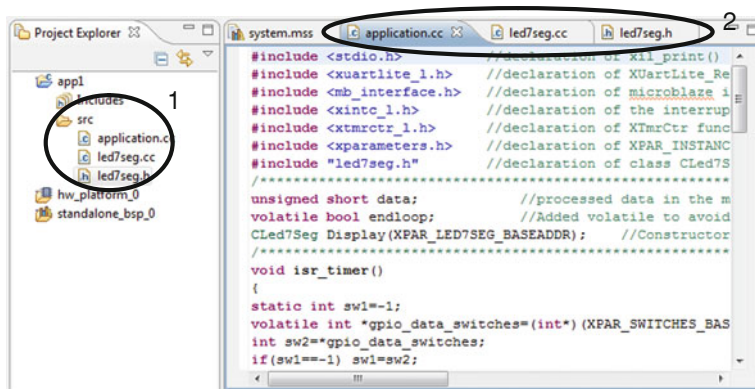 Project Explorer
system.mss
application.cc
led7seg.cc
led7seg.h
2
app1
Includes
1
src
application.c
led7seg.cc
led7seg.h
hw_platform_0
standalone_bsp_0
#include <stdio.h> //declaration of xil_print()
#include <xuartlite_l.h> //declaration of XUartLite_Re
#include <mb_interface.h> //declaration of microblaze i
#include <xintc_l.h> //declaration of the interrup
#include <xtmrctr_l.h> //declaration of XTmrCtr func
#include <xparameters.h> //declaration of XPAR_INSTANC
#include "led7seg.h" //declaration of class CLed7S
/****************************************************
unsigned short data; //processed data in the m
volatile bool endloop; //Added volatile to avoid
CLed7Seg Display(XPAR_LED7SEG_BASEADDR); //Constructor
/****************************************************
void isr_timer()
{
static int sw1=-1;
volatile int *gpio_data_switches=(int*)(XPAR_SWITCHES_BAS
int sw2=*gpio_data_switches;
if(sw1==-1) sw1=sw2;